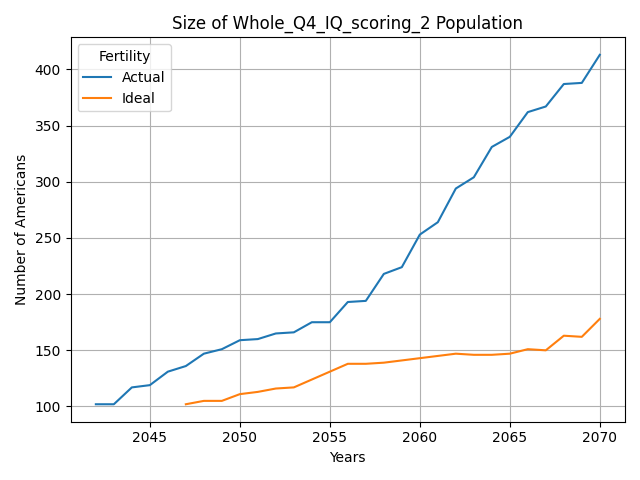 Size of Whole_Q4_IQ_scoring_2 Population
Fertility
Actual
Ideal
400
350
300
250
200
150
100
Number of Americans
2045 2050 2055 2060 2065 2070
Years